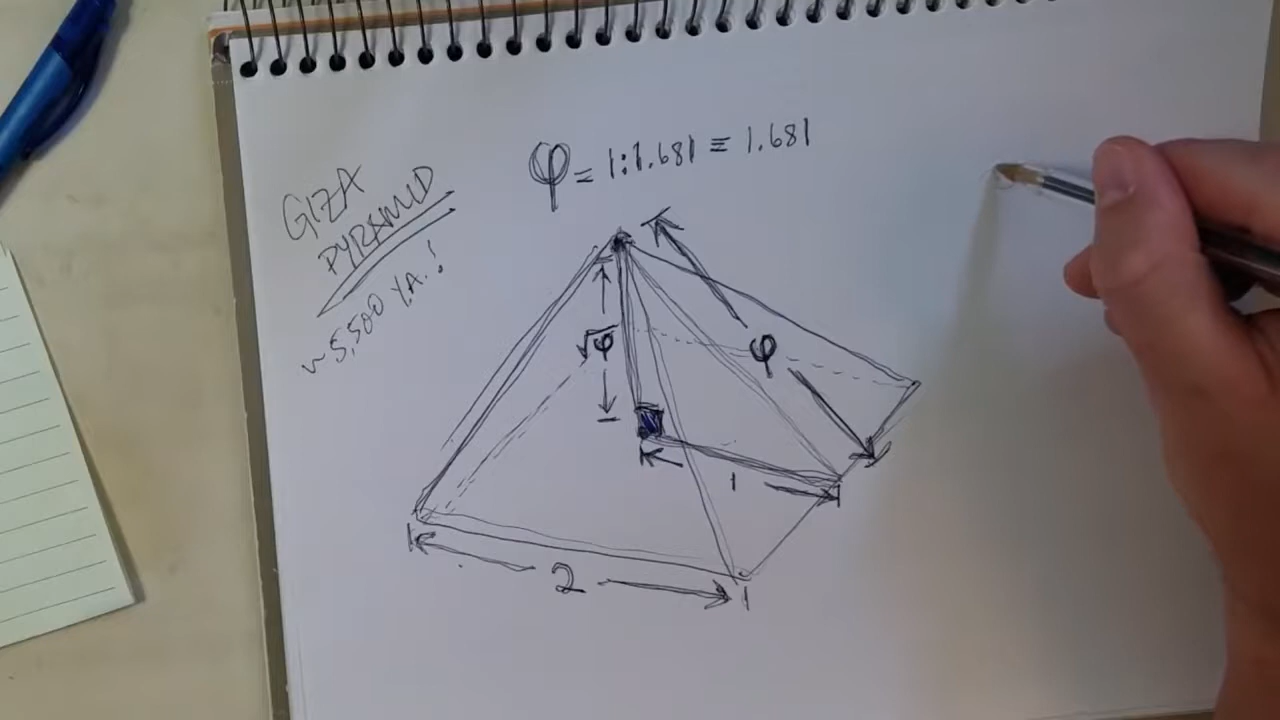 φ = 1:1.681 ≡ 1.681
GIZA
PYRAMID
~ 5,500 Y.A.!
√φ
φ
1
2